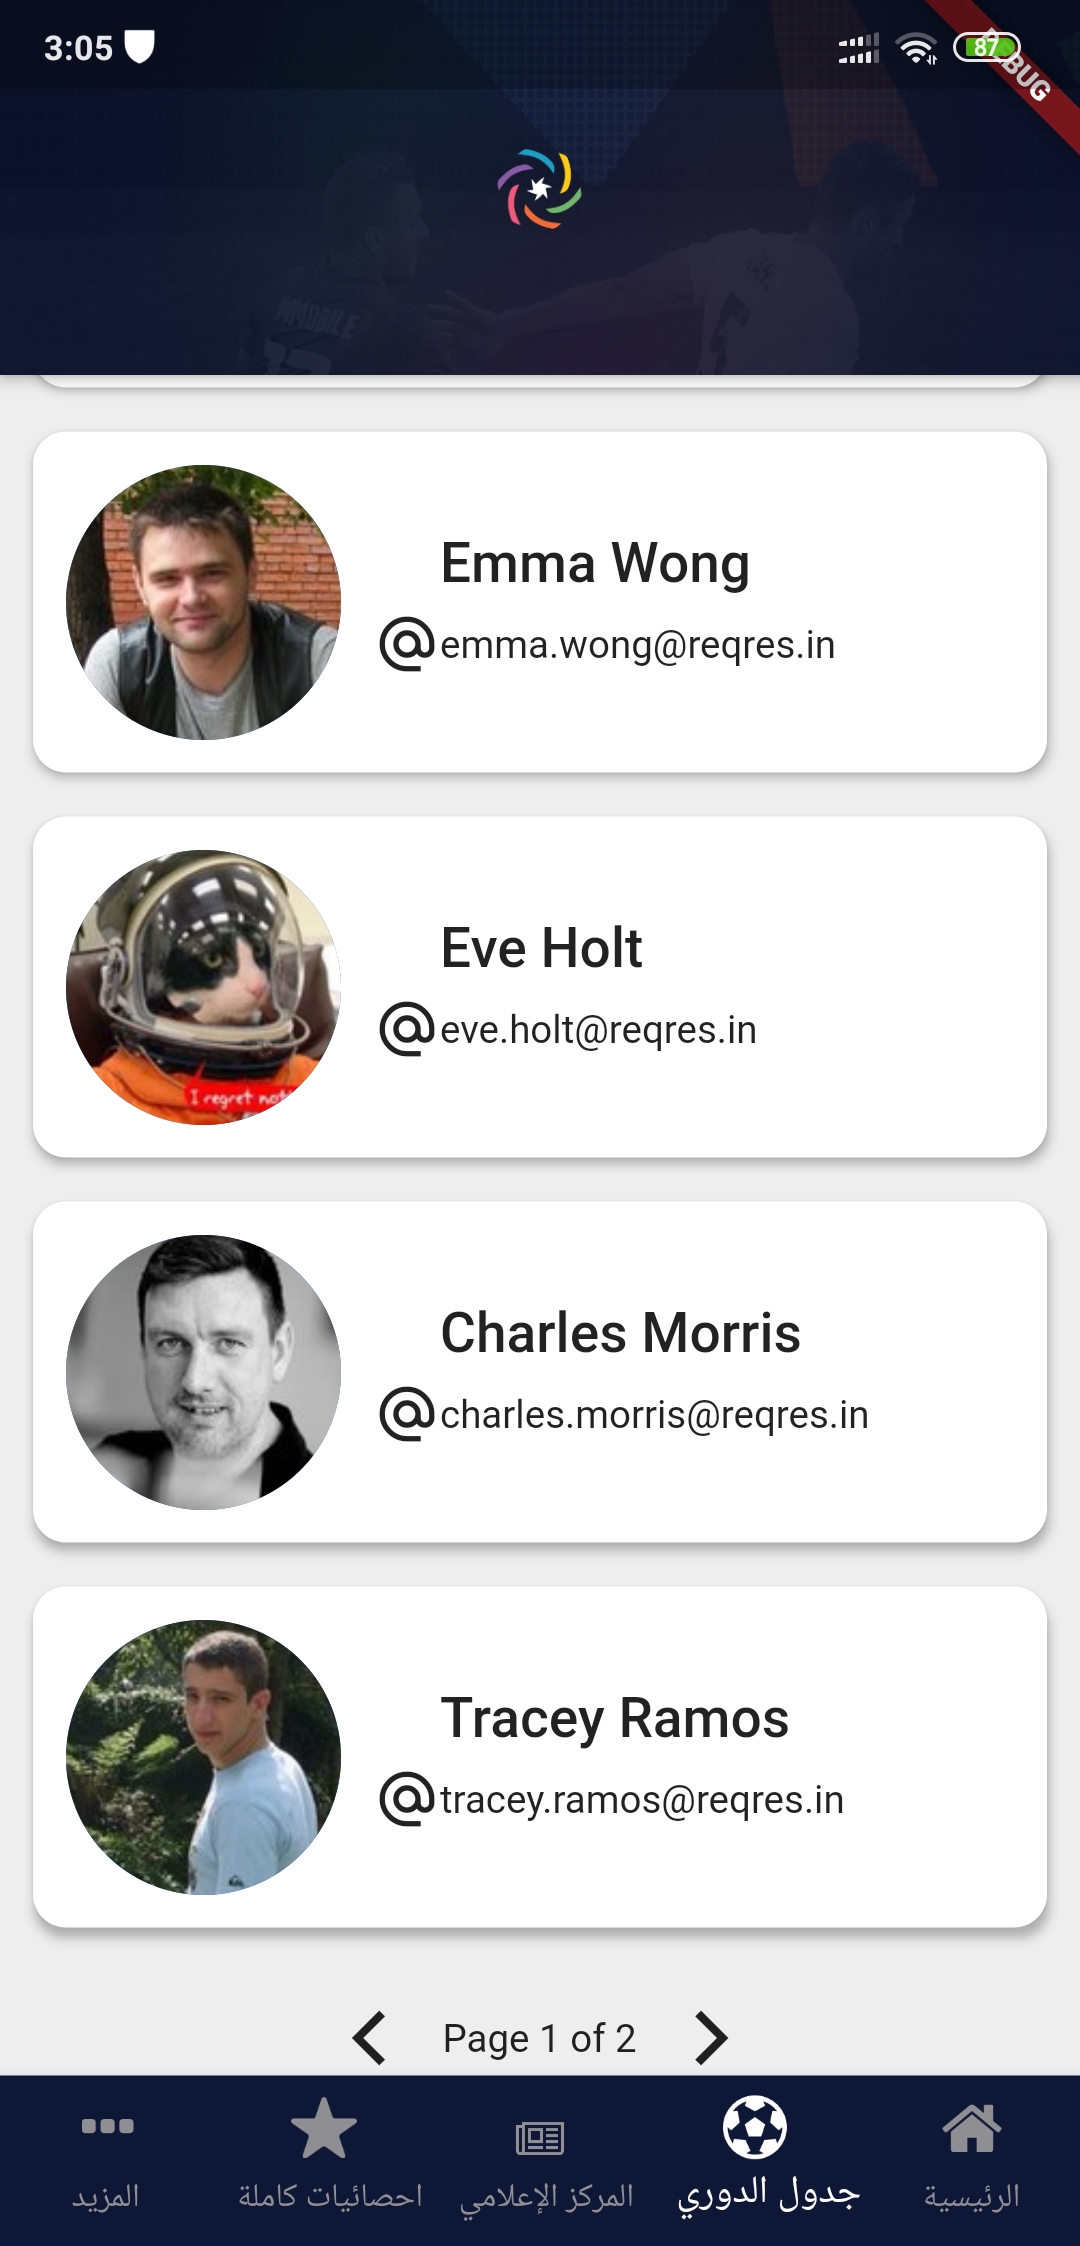 3:05
87
DEBUG
MMOBILE
Emma Wong
emma.wong@reqres.in
Eve Holt
eve.holt@reqres.in
I regret
Charles Morris
charles.morris@reqres.in
Tracey Ramos
tracey.ramos@reqres.in
Page 1 of 2
الرئيسية
جدول الدوري
المركز الإعلامي
احصائيات كاملة
المزيد